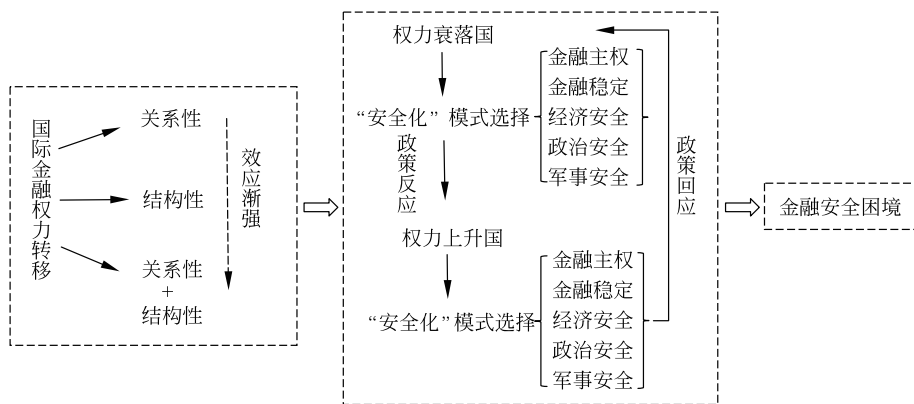 国际金融权力转移
关系性
结构性
关系性
+
结构性
效应渐强
权力衰落国
“安全化”模式选择
金融主权
金融稳定
经济安全
政治安全
军事安全
政策反应
权力上升国
“安全化”模式选择
金融主权
金融稳定
经济安全
政治安全
军事安全
政策回应
金融安全困境